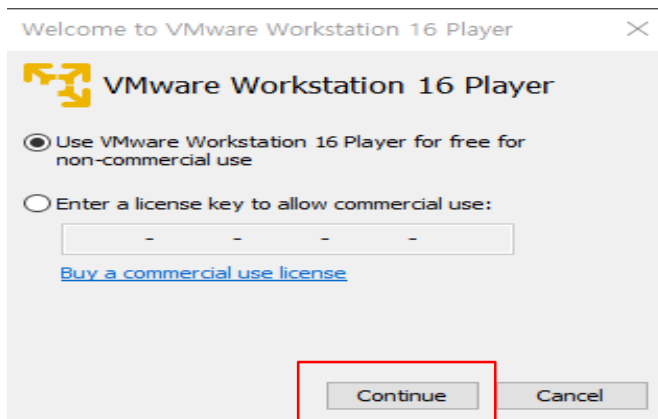 Welcome to VMware Workstation 16 Player
VMware Workstation 16 Player
Use VMware Workstation 16 Player for free for
non-commercial use
Enter a license key to allow commercial use:
- - - -
Buy a commercial use license
Continue Cancel